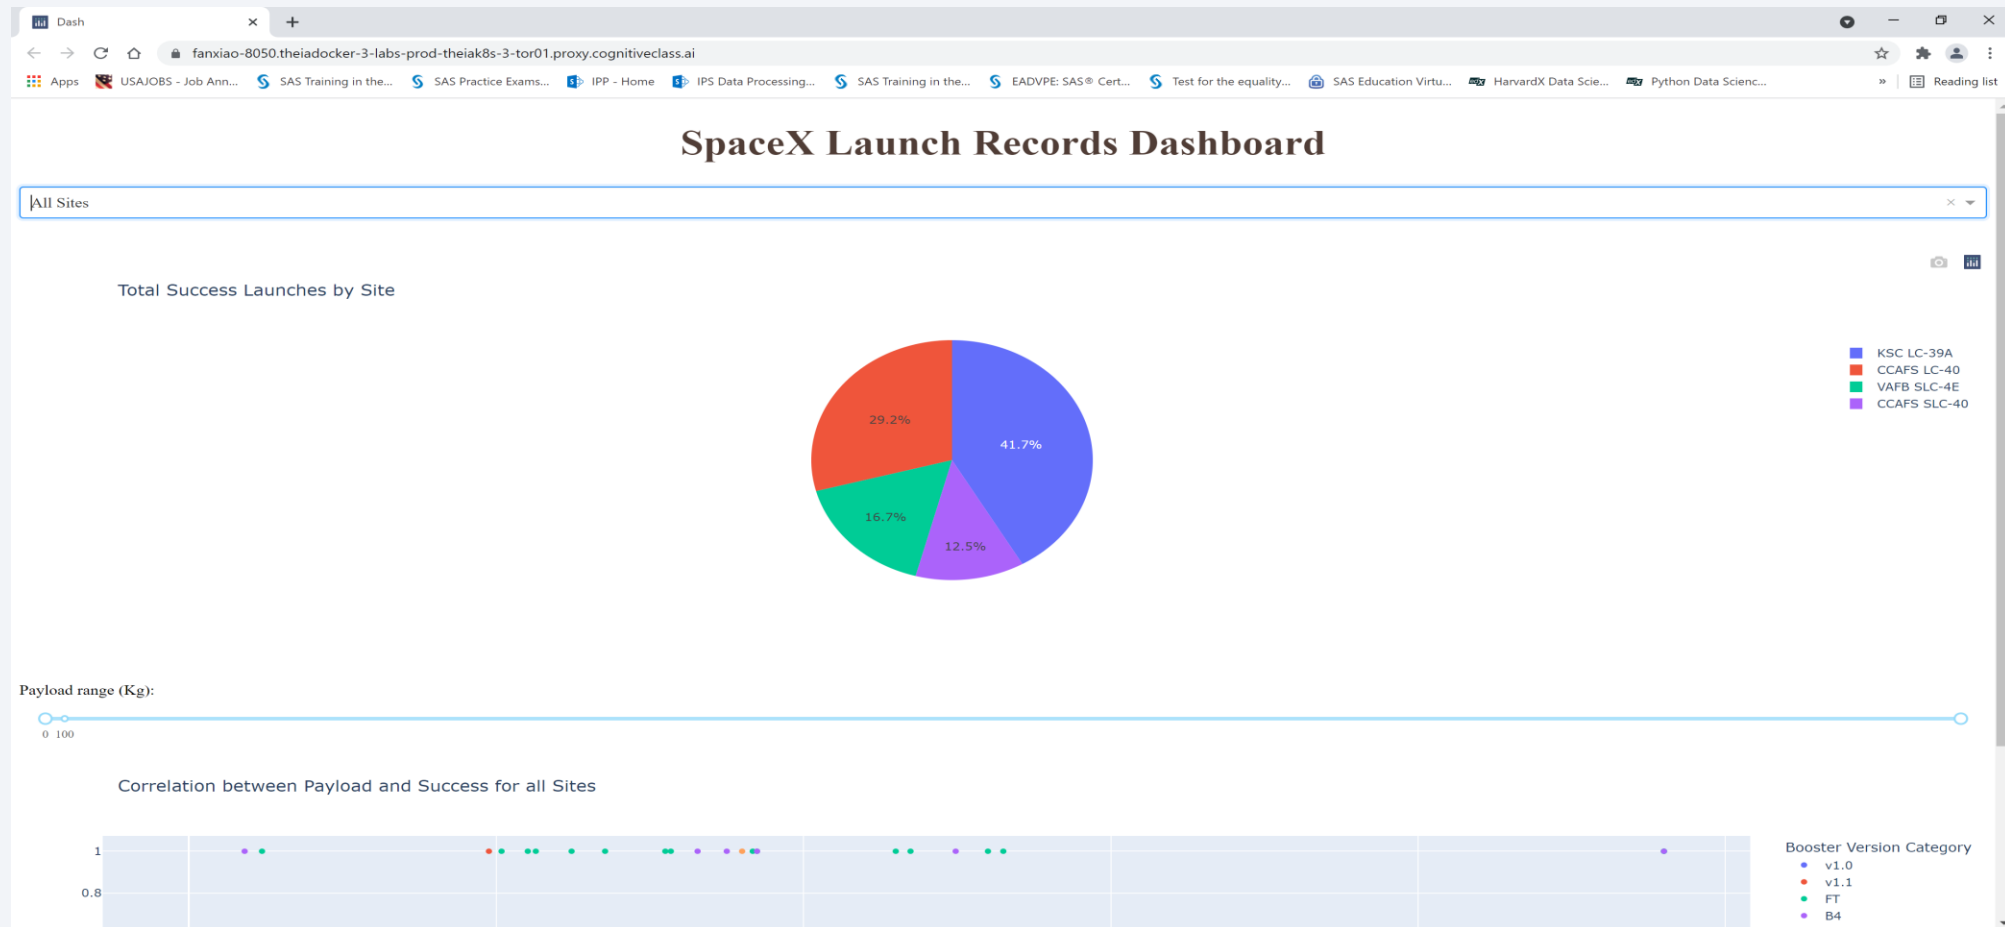 Dash
fanxiao-8050.theiadocker-3-labs-prod-theiak8s-3-tor01.proxy.cognitiveclass.ai
Apps USAJOBS - Job Ann... SAS Training in the... SAS Practice Exams... IPP - Home IPS Data Processing... SAS Training in the... EADVPE: SAS® Cert... Test for the equality... SAS Education Virtu... HarvardX Data Scie... Python Data Scienc... » Reading list
SpaceX Launch Records Dashboard
All Sites
Total Success Launches by Site
KSC LC-39A
CCAFS LC-40
VAFB SLC-4E
CCAFS SLC-40
29.2%
41.7%
16.7%
12.5%
Payload range (Kg):
0 100
Correlation between Payload and Success for all Sites
1
0.8
Booster Version Category
v1.0
v1.1
FT
B4